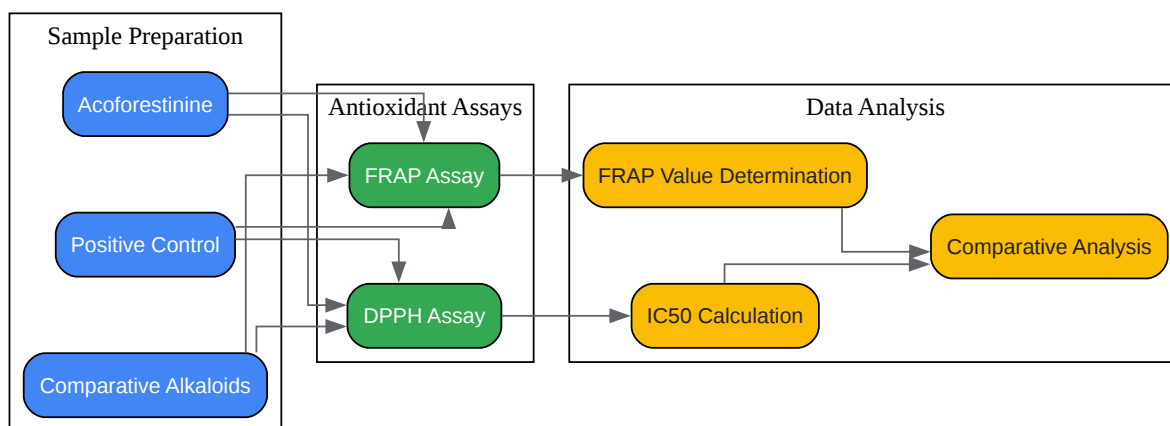 Sample Preparation
Acoforestinine
Positive Control
Comparative Alkaloids
Antioxidant Assays
FRAP Assay
DPPH Assay
Data Analysis
FRAP Value Determination
IC50 Calculation
Comparative Analysis